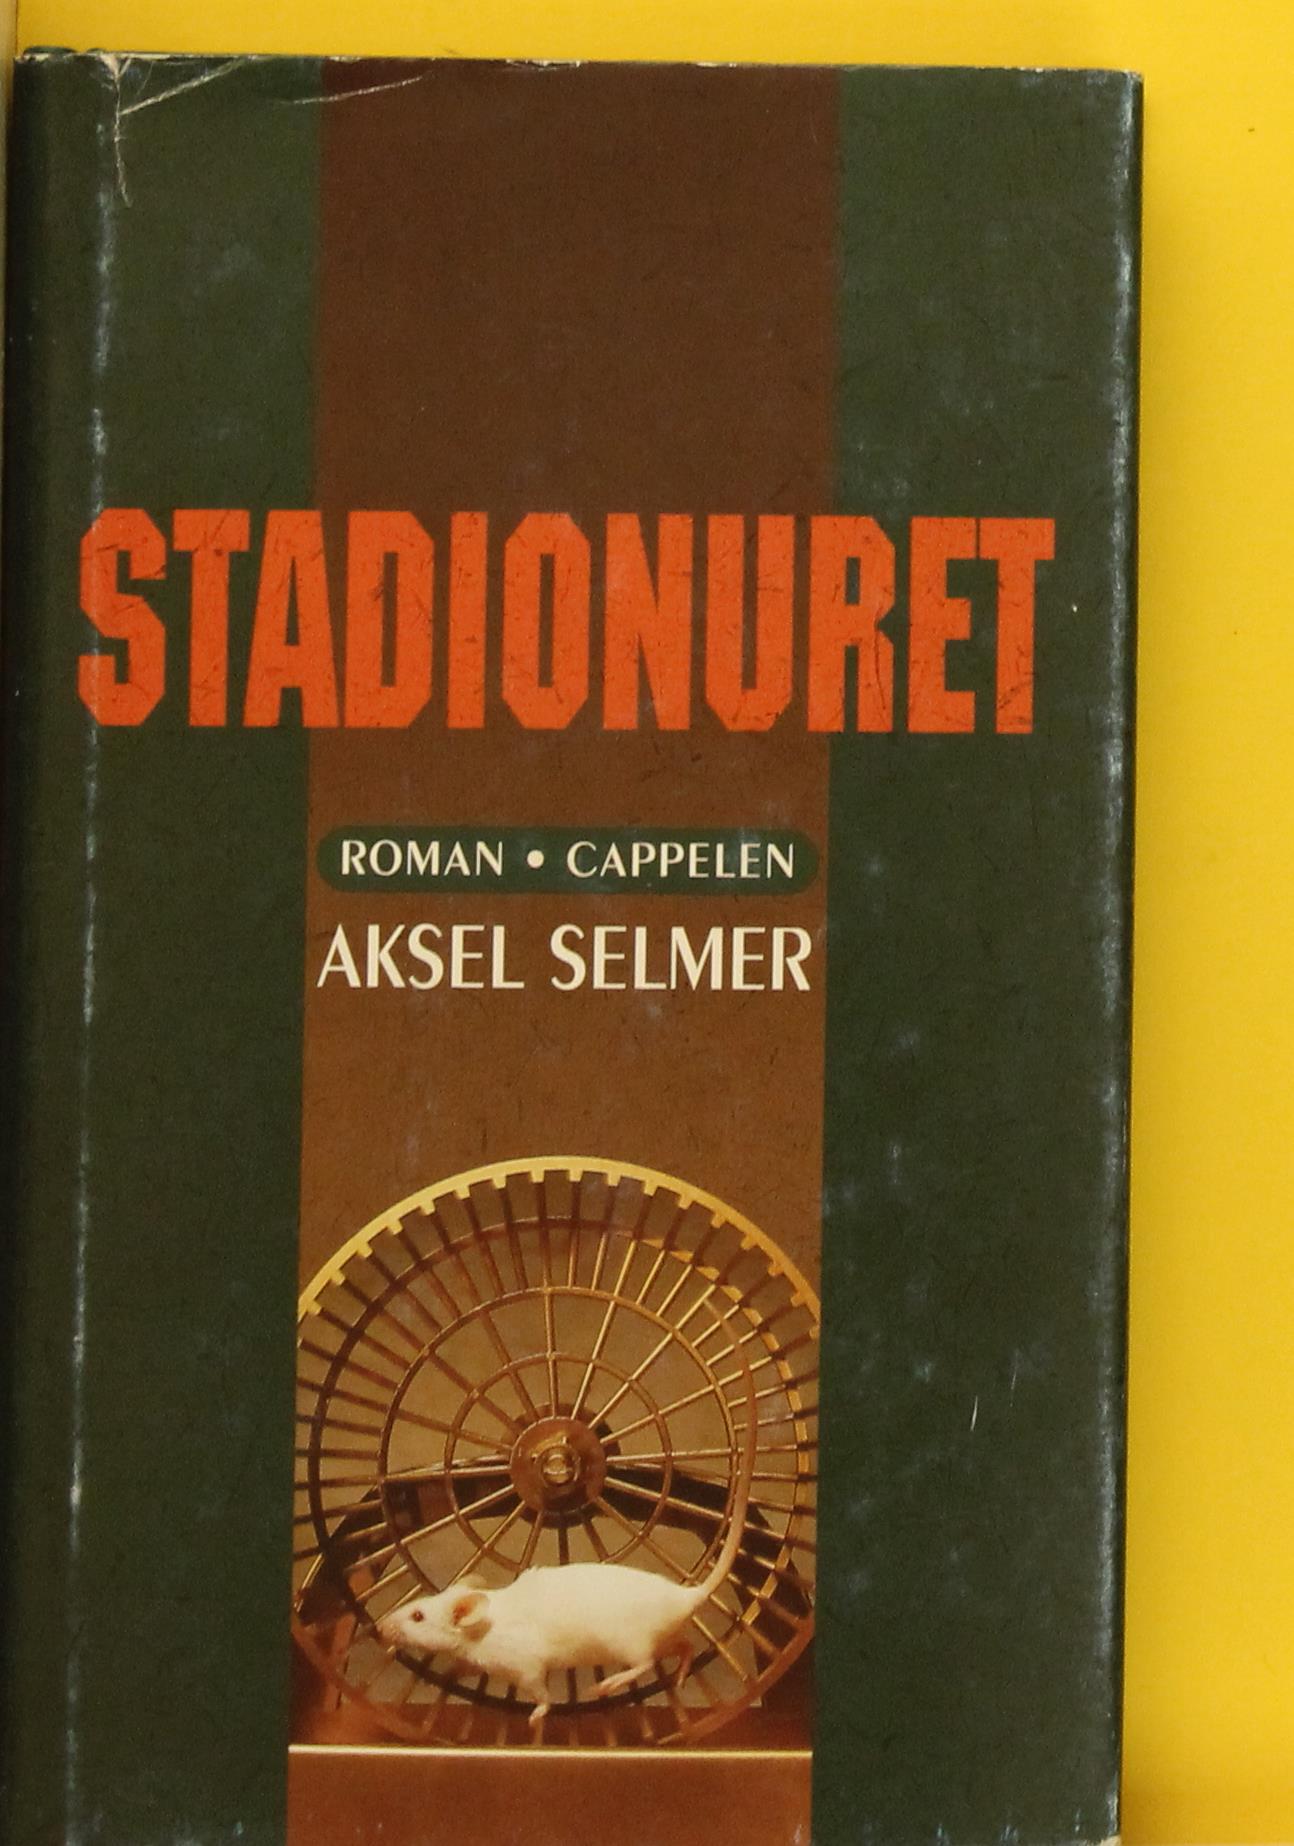 STADIONURET
ROMAN • CAPPELEN
AKSEL SELMER